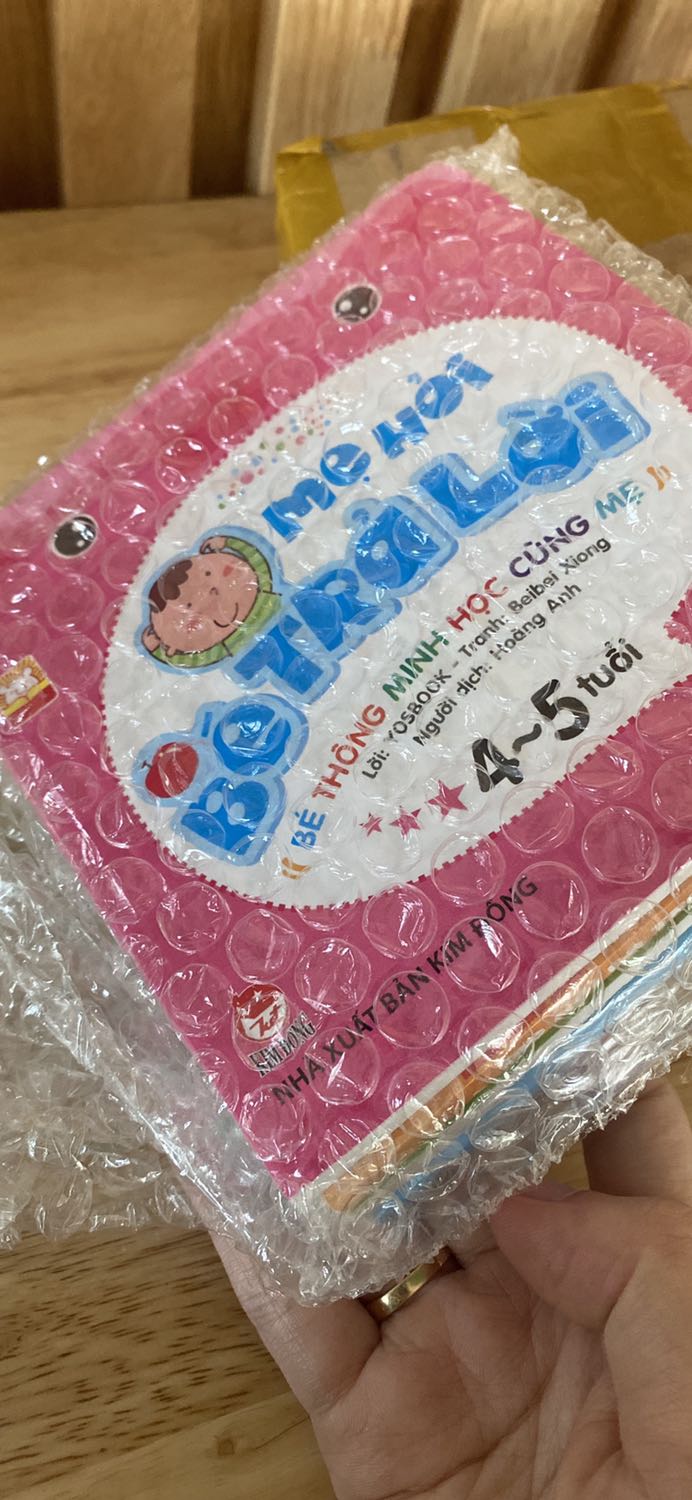 MẸ HỎI
BÉ TRẢ LỜI
BÉ THÔNG MINH HỌC CÙNG MẸ
Lời: YOSBOOK - Tranh: Beibei Xiong
Người dịch: Hoàng Anh
4~5 tuổi
NHÀ XUẤT BẢN KIM ĐỒNG
KIM ĐỒNG